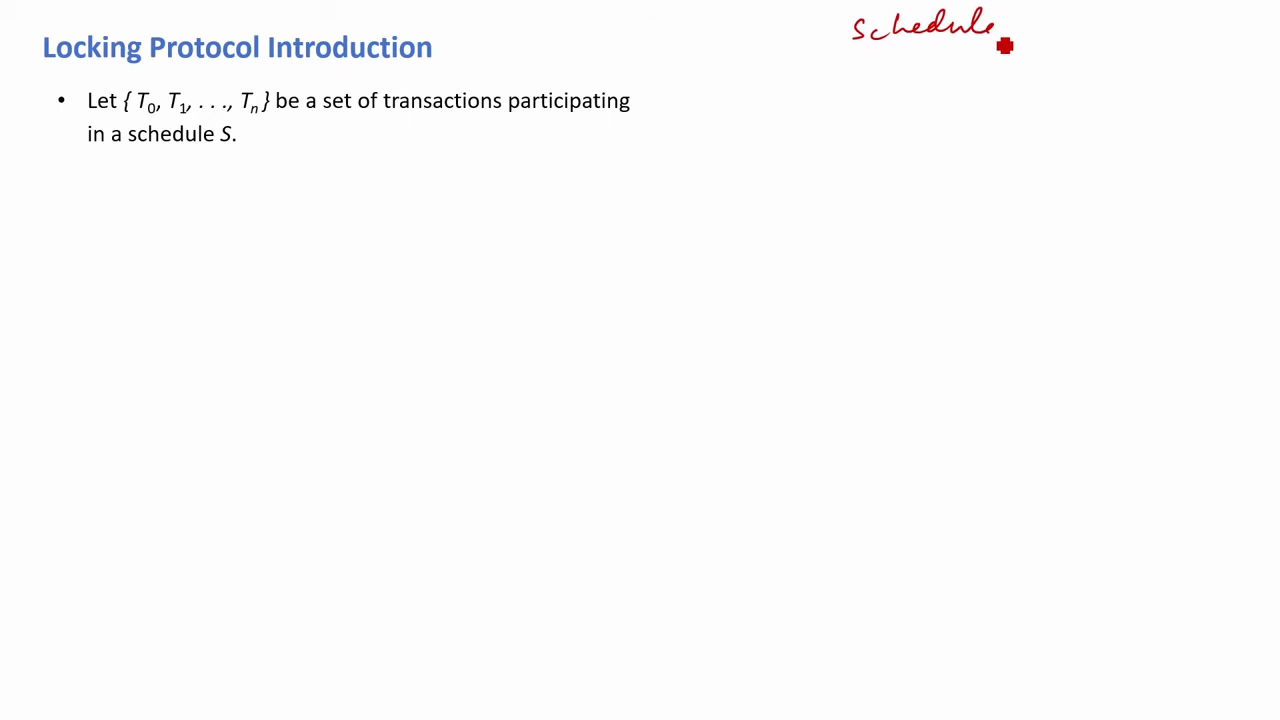 Locking Protocol Introduction
schedule
• Let { T₀, T₁, . . ., Tₙ } be a set of transactions participating
in a schedule S.